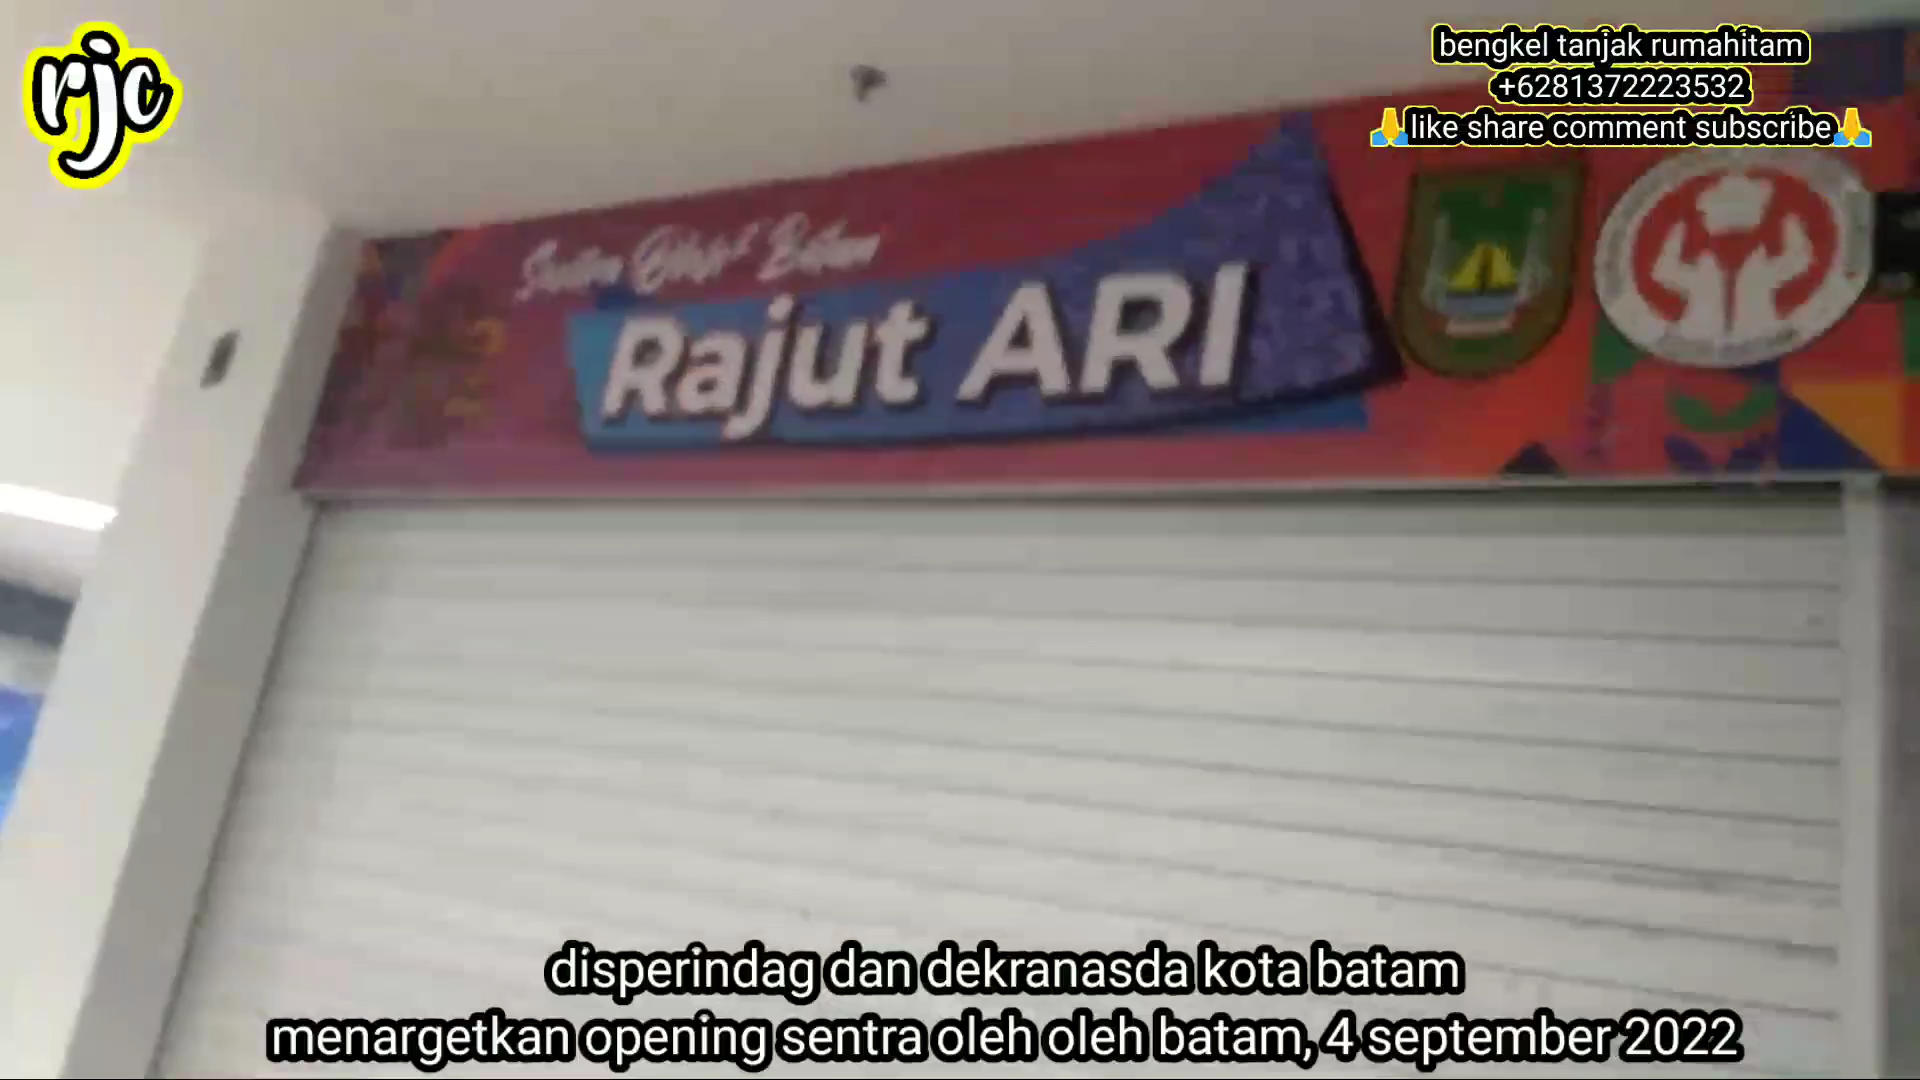 rjc
bengkel tanjak rumahitam
+6281372223532
🙏like share comment subscribe🙏
Batam
Rajut ARI
disperindag dan dekranasda kota batam
menargetkan opening sentra oleh oleh batam, 4 september 2022